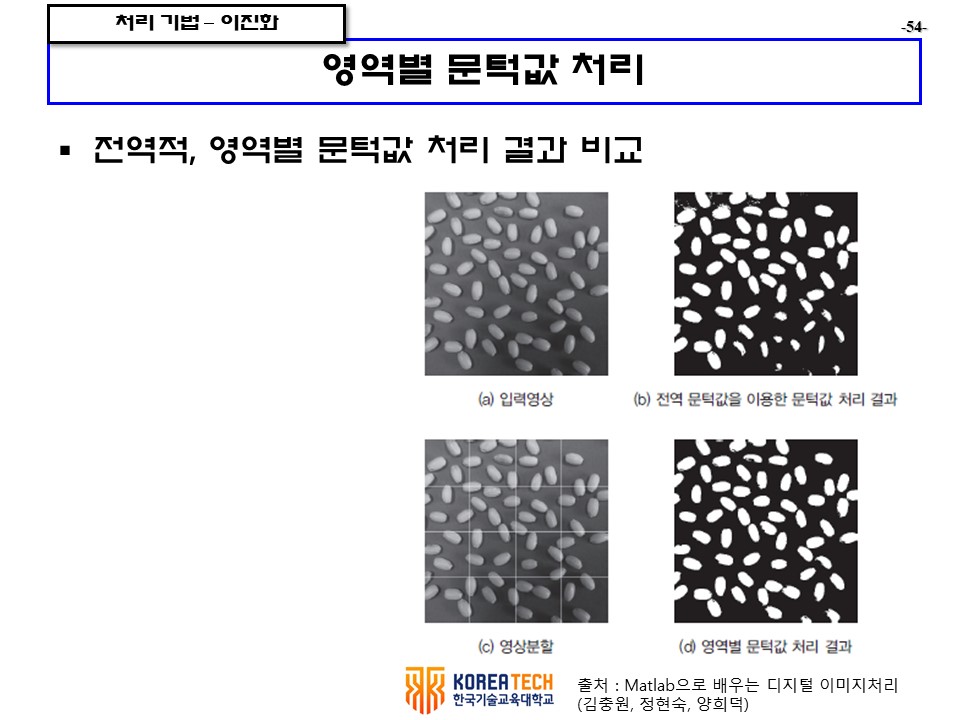 처리 기법 – 이진화
-54-
영역별 문턱값 처리
▪ 전역적, 영역별 문턱값 처리 결과 비교
(a) 입력영상
(b) 전역 문턱값을 이용한 문턱값 처리 결과
(c) 영상분할
(d) 영역별 문턱값 처리 결과
KOREATECH
한국기술교육대학교
출처 : Matlab으로 배우는 디지털 이미지처리
(김충원, 정현숙, 양희덕)